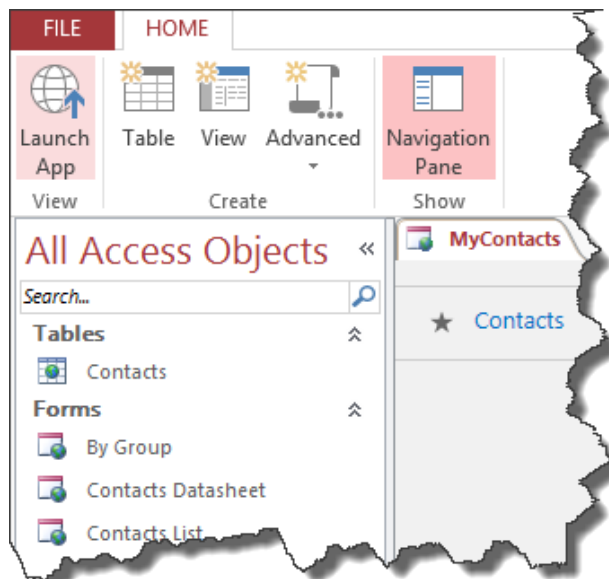 FILE HOME
Launch App
Table
View
Advanced
Navigation Pane
View
Create
Show
All Access Objects «
Search...
Tables
Contacts
Forms
By Group
Contacts Datasheet
Contacts List
MyContacts
★ Contacts